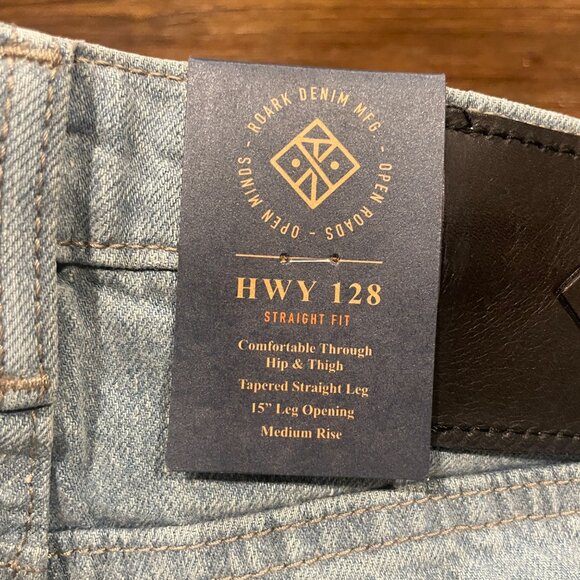 ROARK DENIM MFG. - OPEN ROADS - OPEN MINDS -
HWY 128
STRAIGHT FIT
Comfortable Through
Hip & Thigh
Tapered Straight Leg
15” Leg Opening
Medium Rise